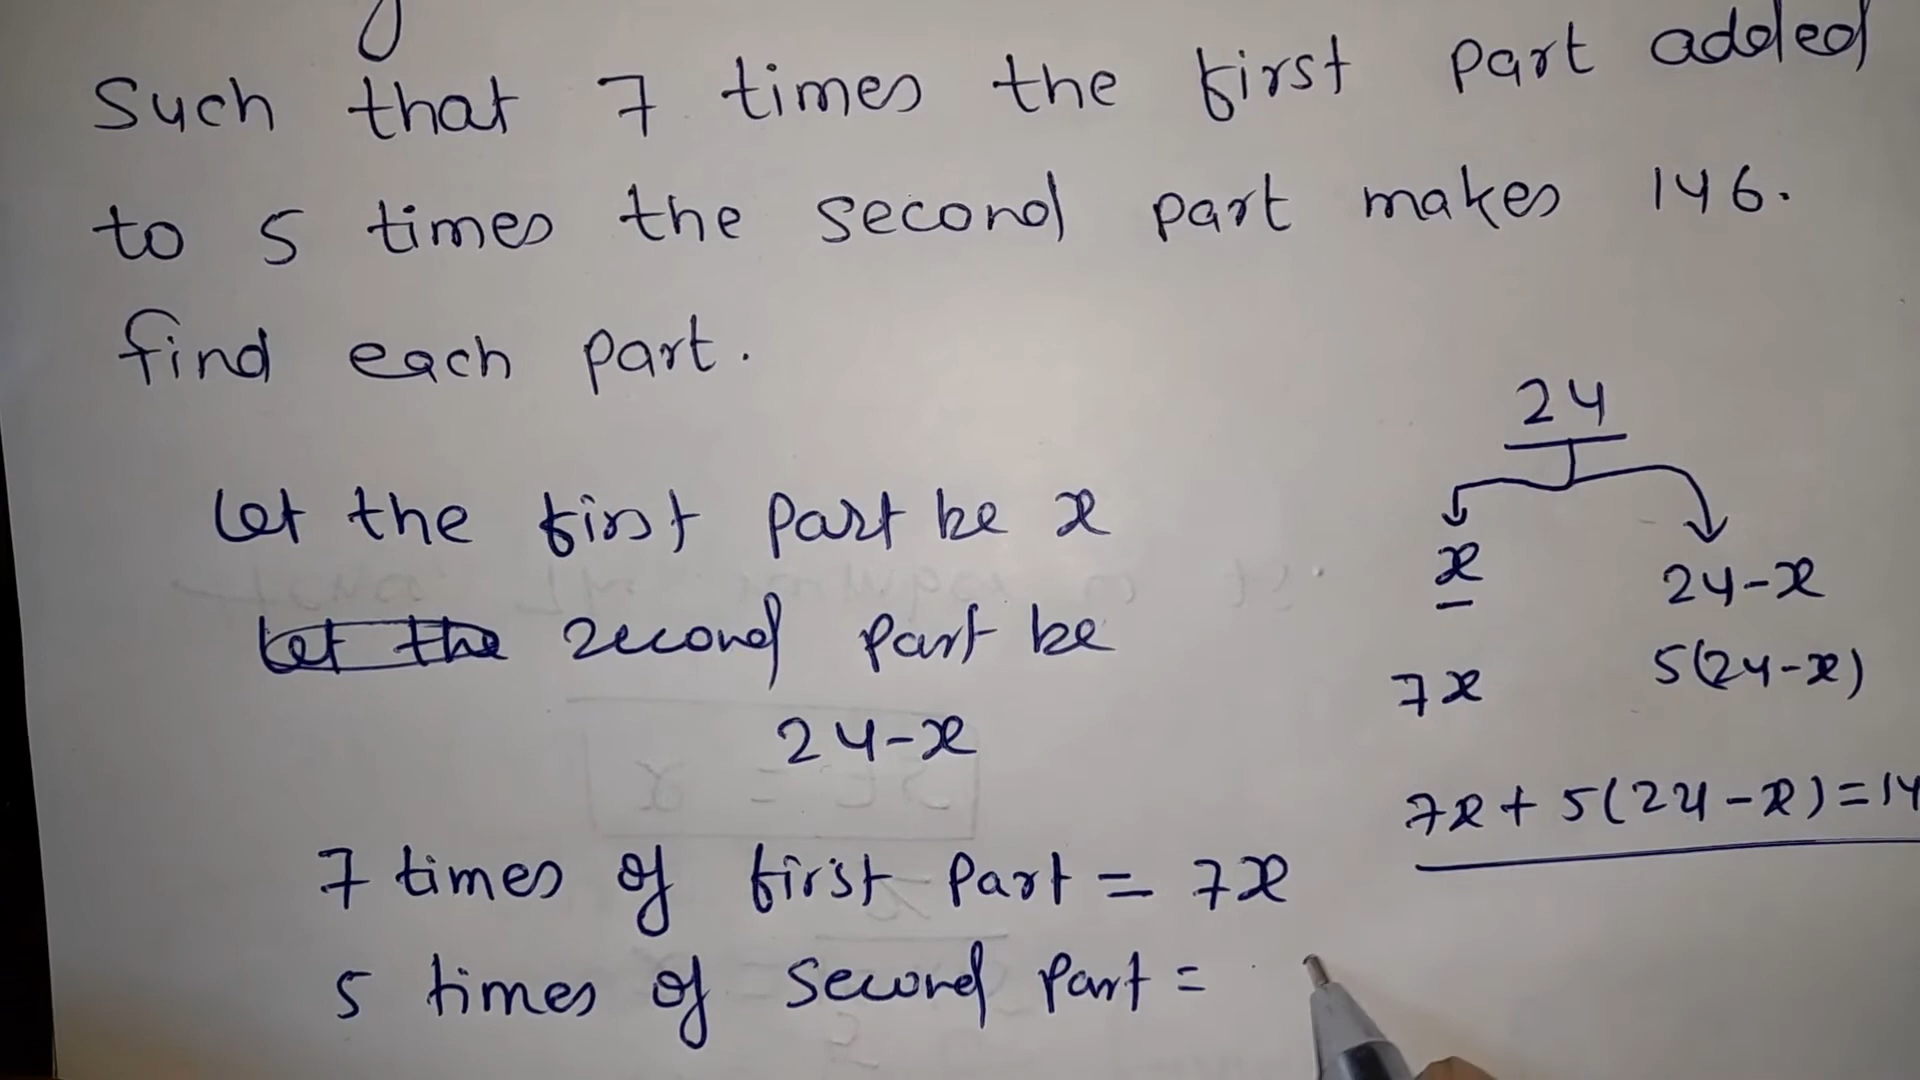 Such that 7 times the first part added
to 5 times the second part makes 146.
find each part.
24
let the first part be x
x 24-x
let the second part be
7x 5(24-x)
24-x
7x + 5(24-x) = 14
7 times of first part = 7x
5 times of second part =